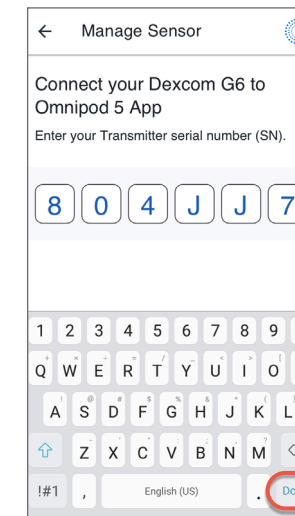 Manage Sensor
Connect your Dexcom G6 to
Omnipod 5 App
Enter your Transmitter serial number (SN).
8 0 4 J J 7
1 2 3 4 5 6 7 8 9
Q W E R T Y U I O
A S D F G H J K L
Z X C V B N M
!#1 , English (US) . Do